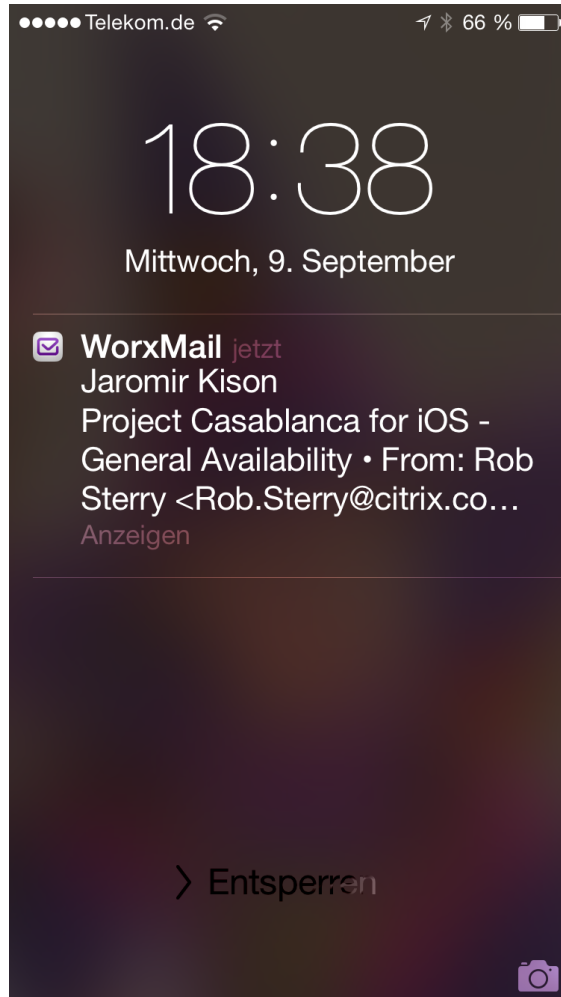 Telekom.de 66 %
18:38
Mittwoch, 9. September
WorxMail jetzt
Jaromir Kison
Project Casablanca for iOS -
General Availability • From: Rob
Sterry <Rob.Sterry@citrix.co…
Anzeigen
Entsperren